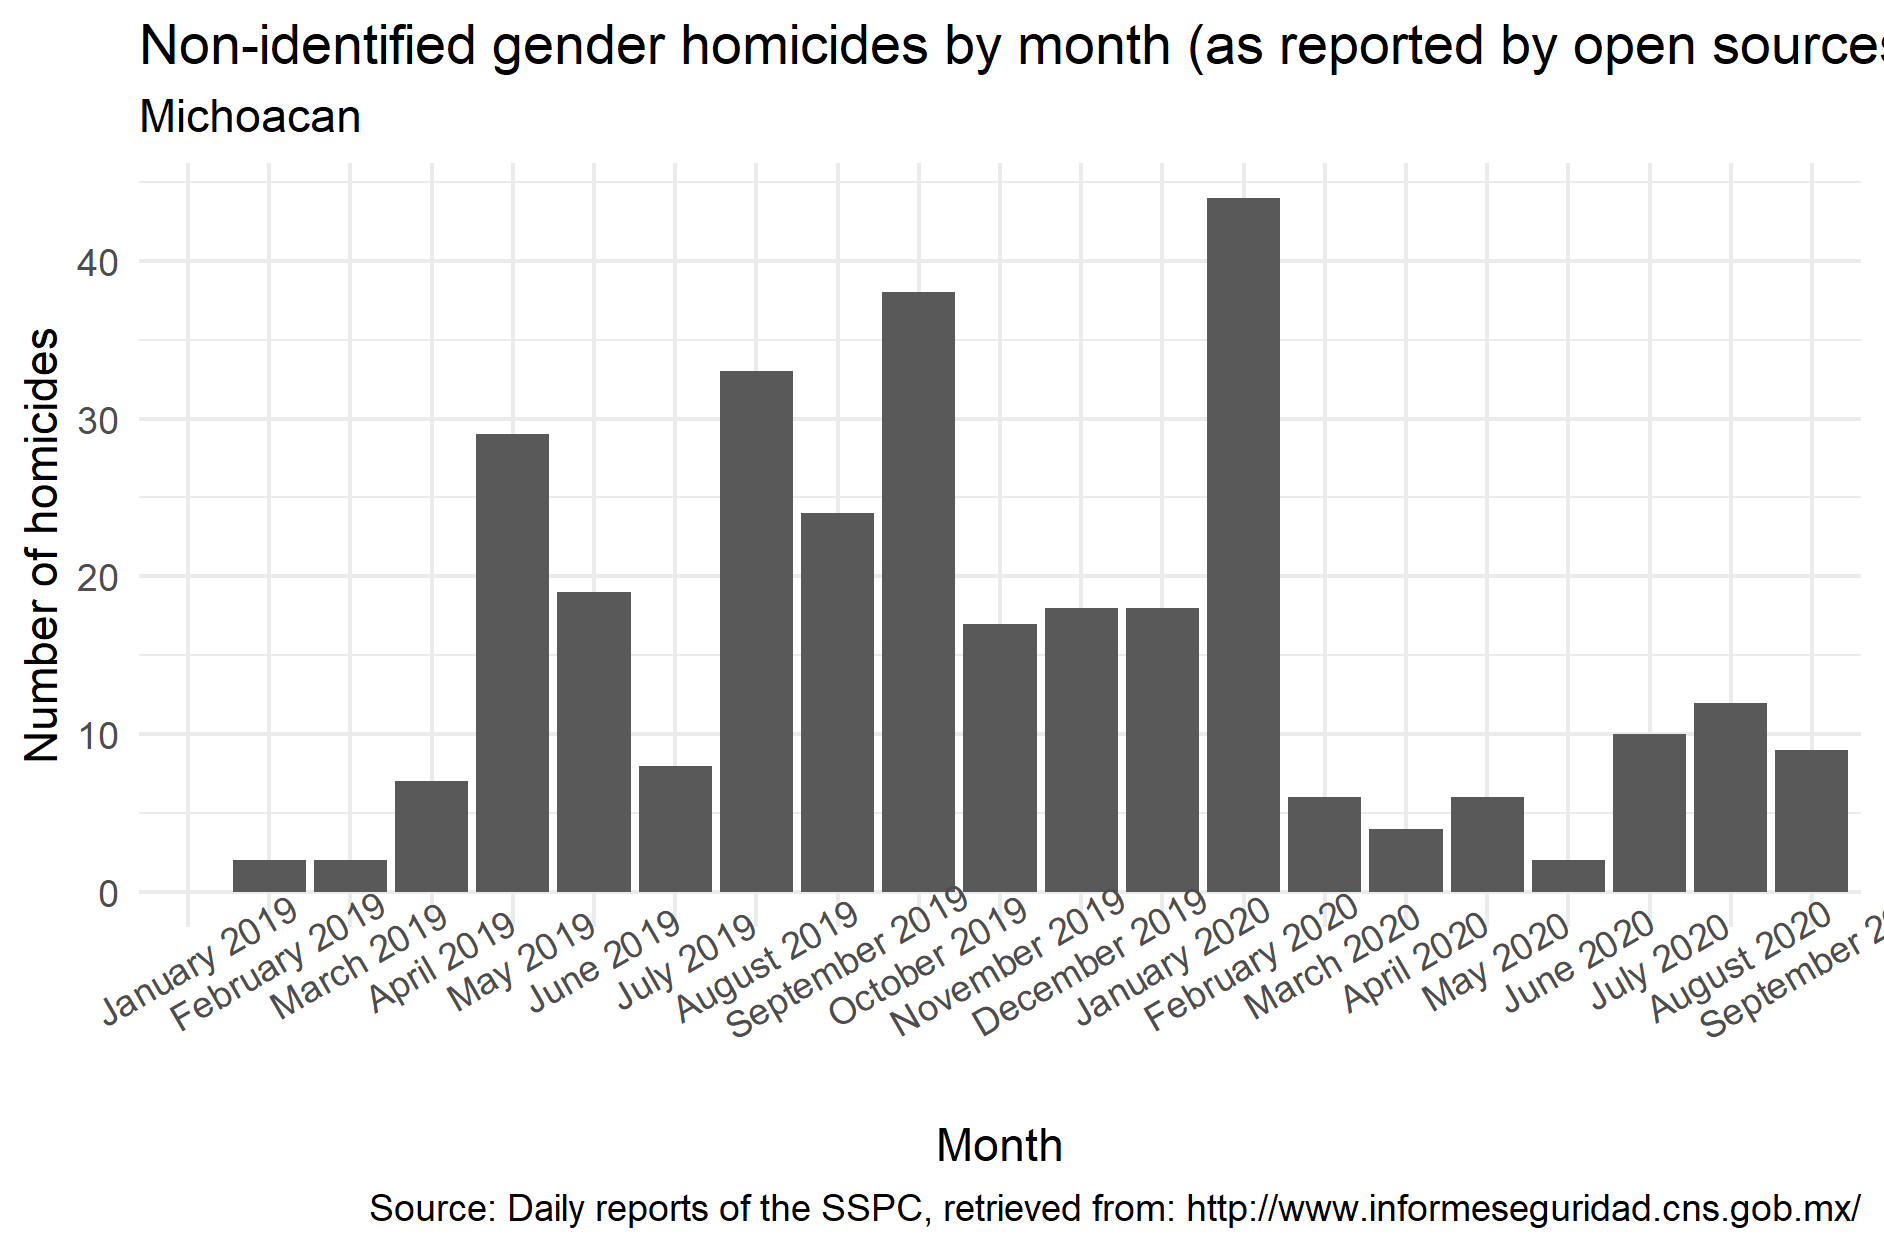 Non-identified gender homicides by month (as reported by open sources
Michoacan
Number of homicides
40
30
20
10
0
January 2019
February 2019
March 2019
April 2019
May 2019
June 2019
July 2019
August 2019
September 2019
October 2019
November 2019
December 2019
January 2020
February 2020
March 2020
April 2020
May 2020
June 2020
July 2020
August 2020
September 2
Month
Source: Daily reports of the SSPC, retrieved from: http://www.informeseguridad.cns.gob.mx/